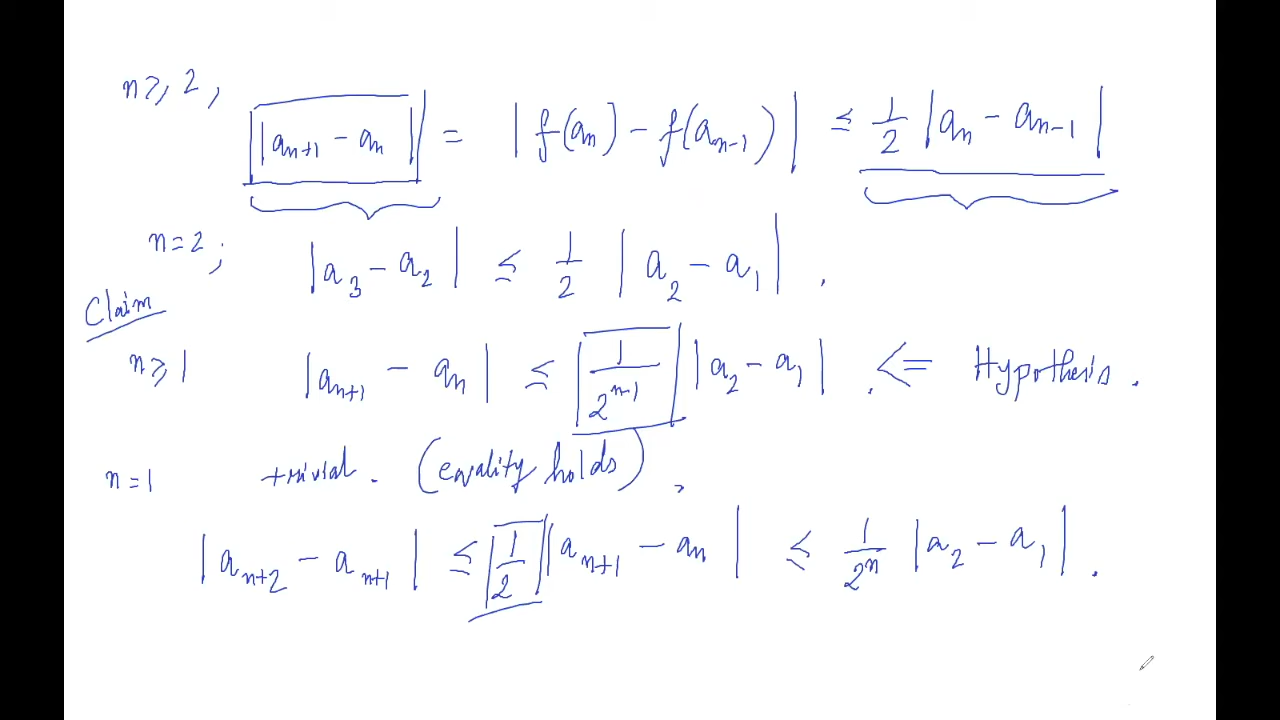 n ≥ 2, |a_{n+1} - a_n| = |f(a_n) - f(a_{n-1})| ≤ 1/2 |a_n - a_{n-1}|
n = 2; |a_3 - a_2| ≤ 1/2 |a_2 - a_1|.
Claim
n ≥ 1 |a_{n+1} - a_n| ≤ 1/2^{n-1} |a_2 - a_1|. <= Hypothesis.
n = 1 trivial. (equality holds),
|a_{n+2} - a_{n+1}| ≤ 1/2 |a_{n+1} - a_n| ≤ 1/2^n |a_2 - a_1|.